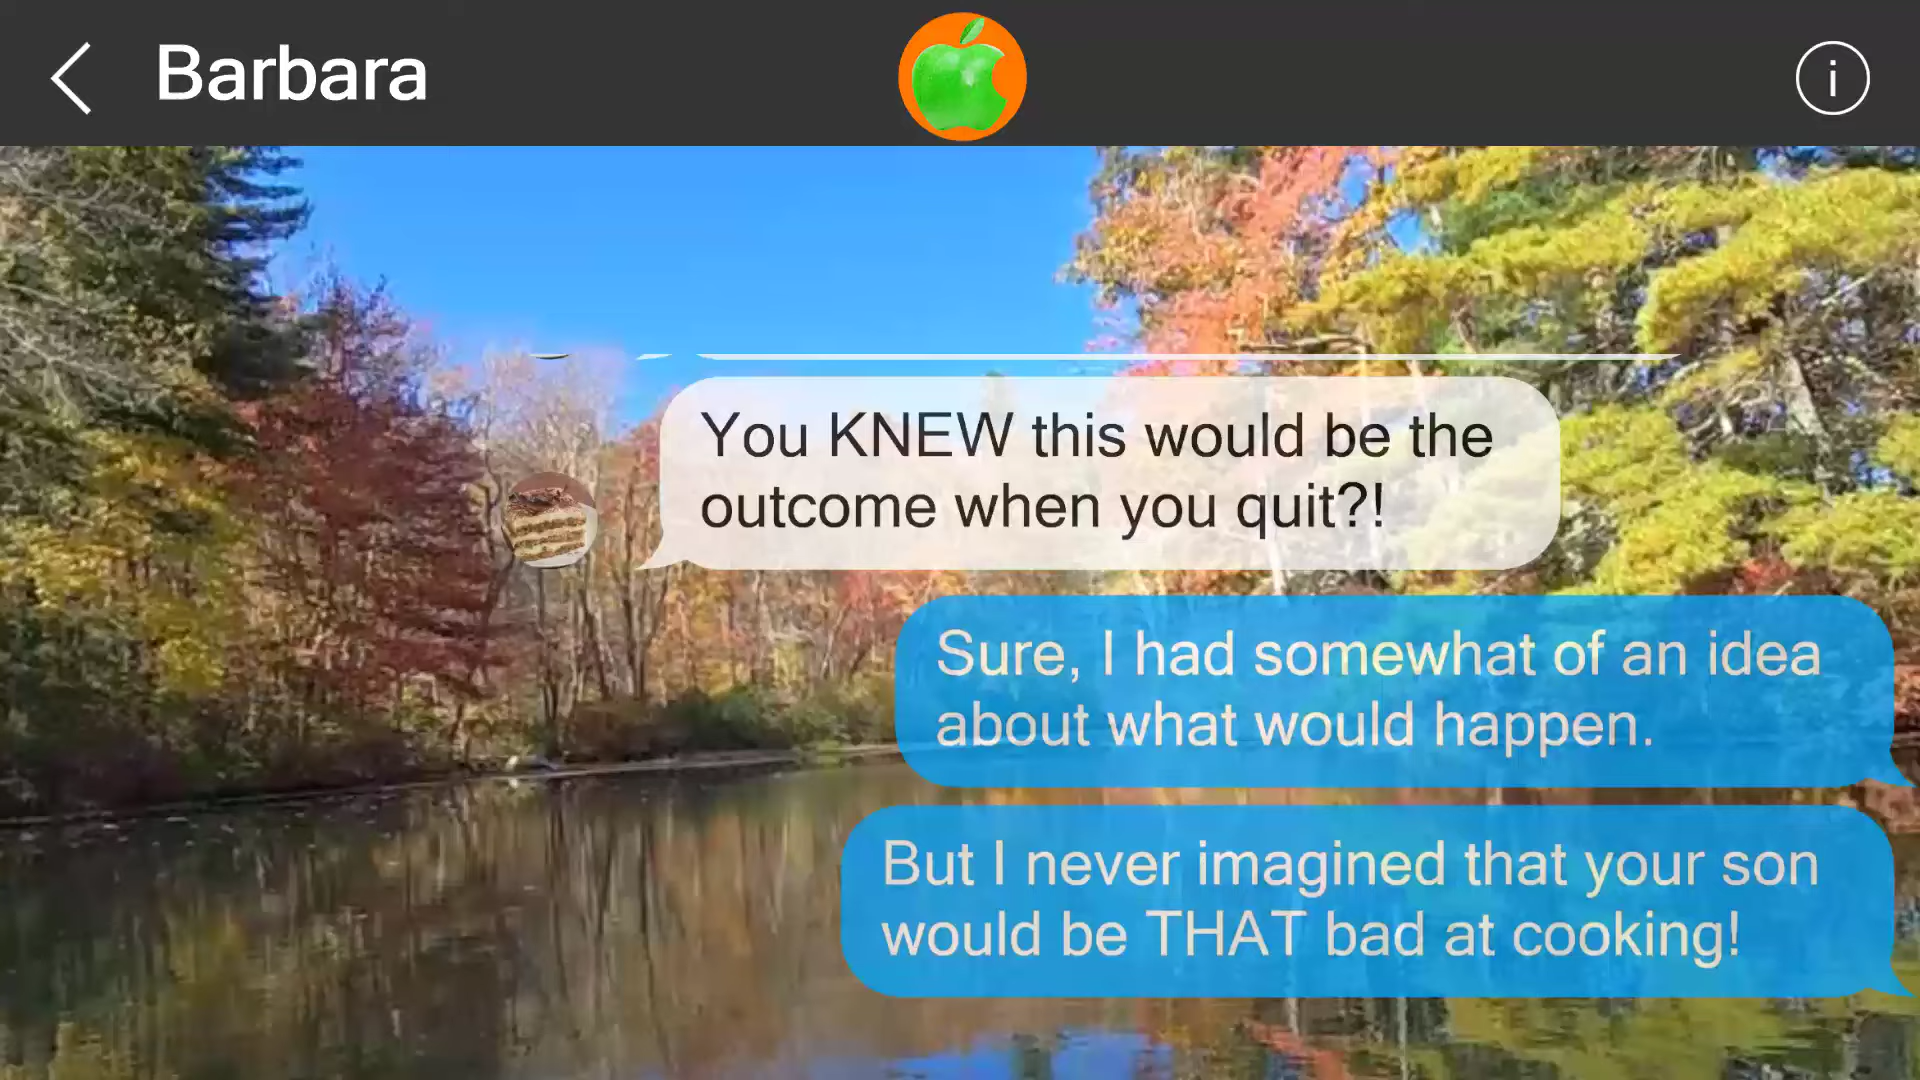 Barbara
i
You KNEW this would be the
outcome when you quit?!
Sure, I had somewhat of an idea
about what would happen.
But I never imagined that your son
would be THAT bad at cooking!